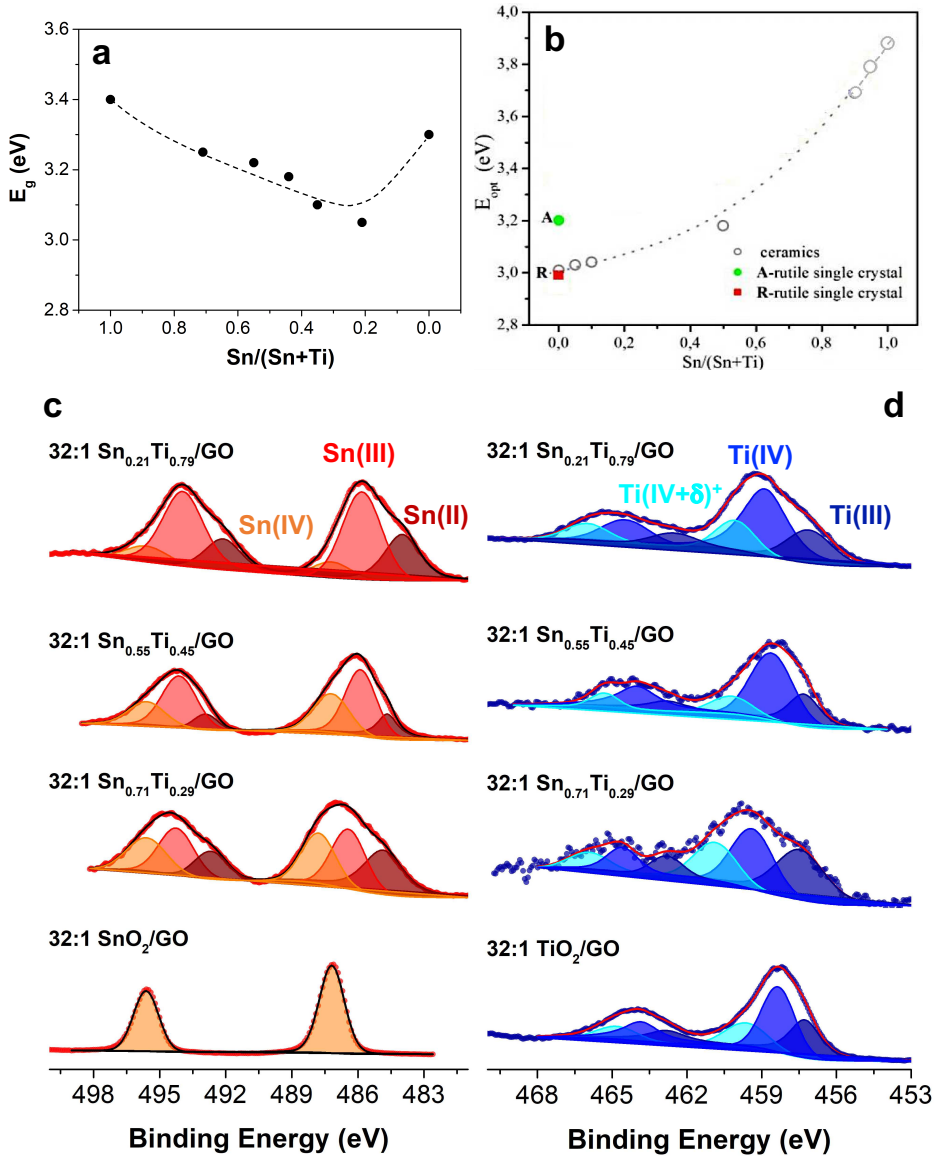 a
E_g (eV)
3.6
3.4
3.2
3.0
2.8
1.0 0.8 0.6 0.4 0.2 0.0
Sn/(Sn+Ti)
b
E_opt (eV)
4,0
3,8
3,6
3,4
3,2
3,0
2,8
A
R
ceramics
A-rutile single crystal
R-rutile single crystal
0,0 0,2 0,4 0,6 0,8 1,0
Sn/(Sn+Ti)
c
32:1 Sn0.21Ti0.79/GO
Sn(III)
Sn(IV)
Sn(II)
32:1 Sn0.55Ti0.45/GO
32:1 Sn0.71Ti0.29/GO
32:1 SnO2/GO
498 495 492 489 486 483
Binding Energy (eV)
d
32:1 Sn0.21Ti0.79/GO
Ti(IV)
Ti(IV+δ)+
Ti(III)
32:1 Sn0.55Ti0.45/GO
32:1 Sn0.71Ti0.29/GO
32:1 TiO2/GO
468 465 462 459 456 453
Binding Energy (eV)